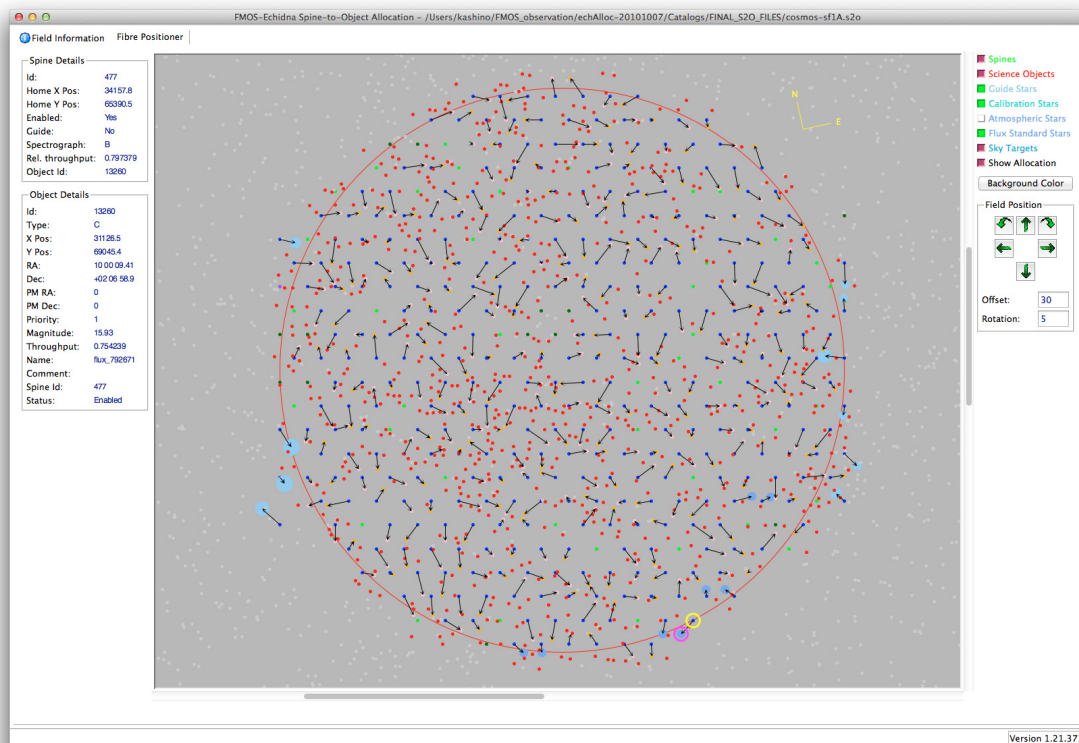 FMOS-Echidna Spine-to-Object Allocation - /Users/kashino/FMOS_observation/echAlloc-20101007/Catalogs/FINAL_S2O_FILES/cosmos-sf1A.s2o
Field Information Fibre Positioner
Spine Details
Id: 477
Home X Pos: 34157.8
Home Y Pos: 65390.5
Enabled: Yes
Guide: No
Spectrograph: B
Rel. throughput: 0.797379
Object Id: 13260
Object Details
Id: 13260
Type: C
X Pos: 31126.5
Y Pos: 69045.4
RA: 10 00 09.41
Dec: +02 06 58.9
PM RA: 0
PM Dec: 0
Priority: 1
Magnitude: 15.93
Throughput: 0.754239
Name: flux_792671
Comment:
Spine Id: 477
Status: Enabled
N
E
Spines
Science Objects
Guide Stars
Calibration Stars
Atmospheric Stars
Flux Standard Stars
Sky Targets
Show Allocation
Background Color
Field Position
Offset: 30
Rotation: 5
Version 1.21.37